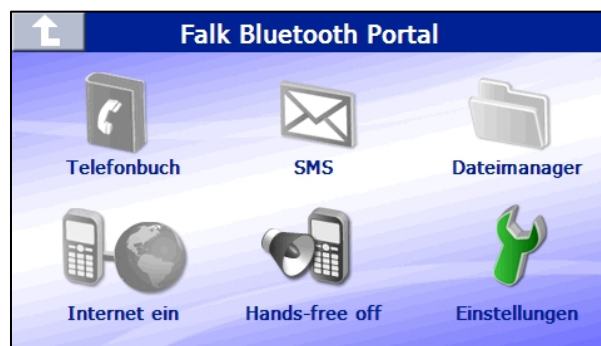 Falk Bluetooth Portal
Telefonbuch
SMS
Dateimanager
Internet ein
Hands-free off
Einstellungen